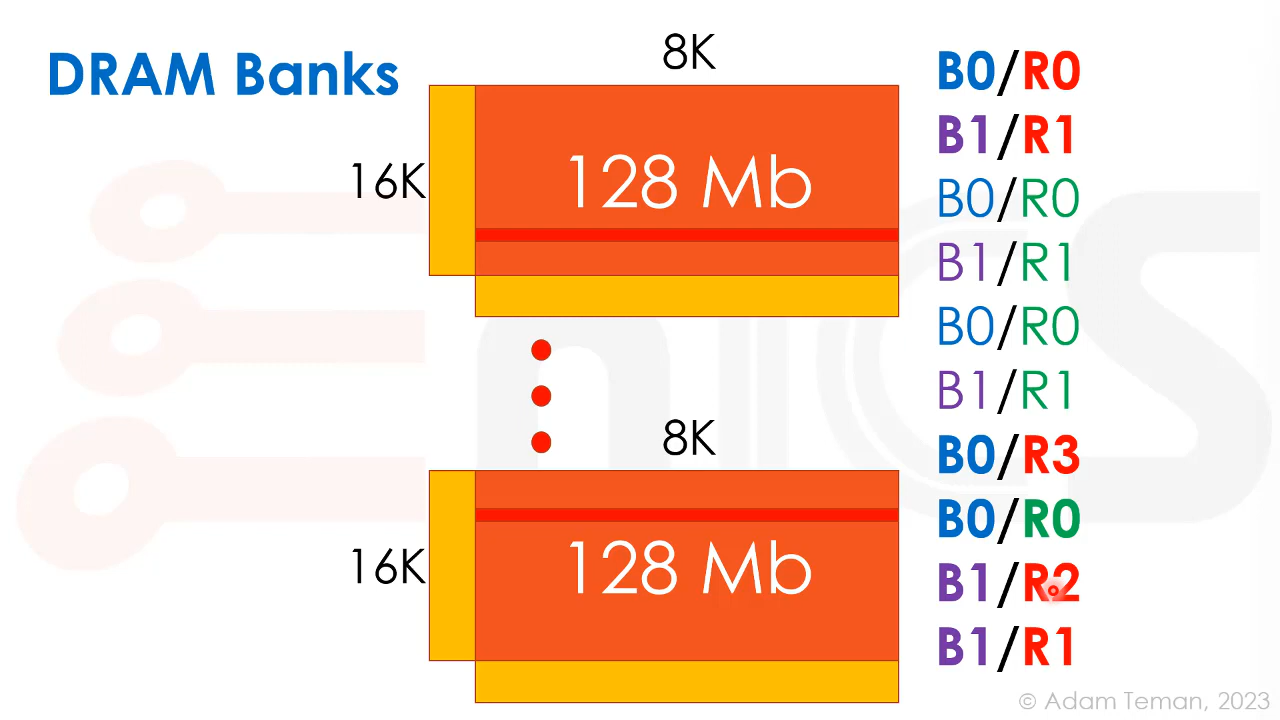 DRAM Banks
8K
16K
128 Mb
8K
16K
128 Mb
B0/R0
B1/R1
B0/R0
B1/R1
B0/R0
B1/R1
B0/R3
B0/R0
B1/R2
B1/R1
nICS
© Adam Teman, 2023